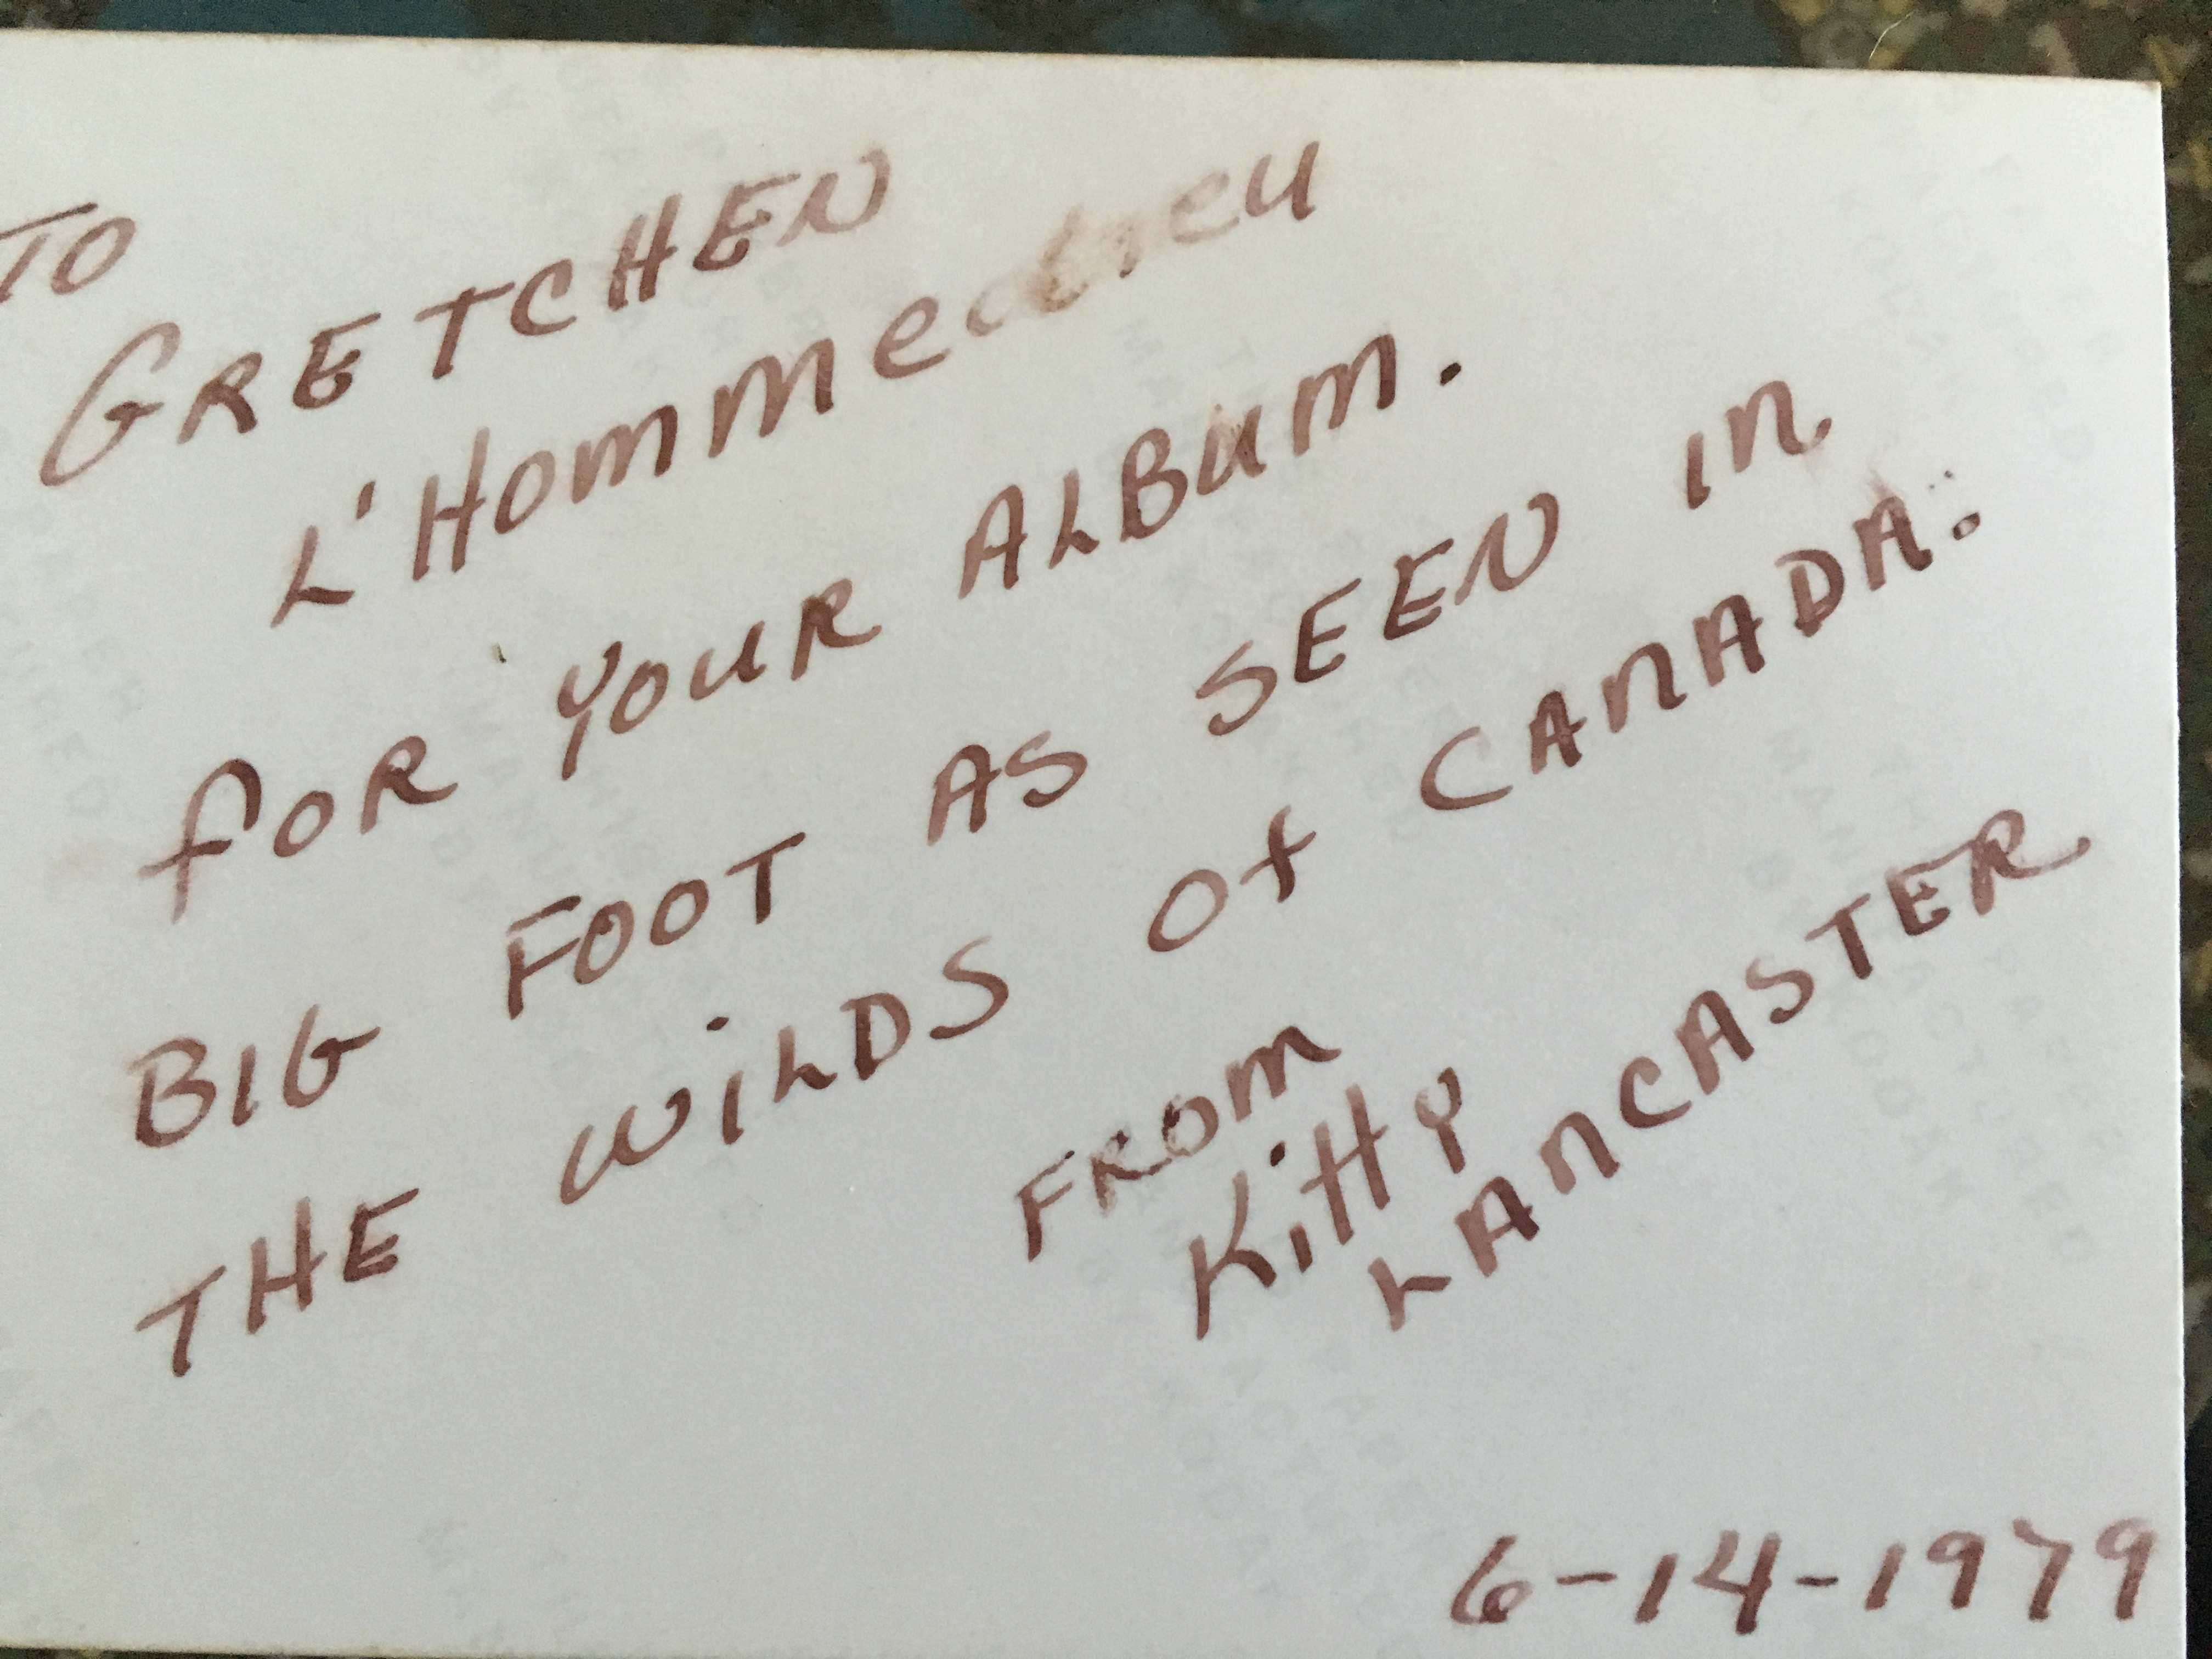 TO
GRETCHEN
L'Hommedieu
FOR YOUR ALBUM.
BIG FOOT AS SEEN in
THE WiLDS Of CANADA.
FROM
Kitty
LANCASTER
6-14-1979